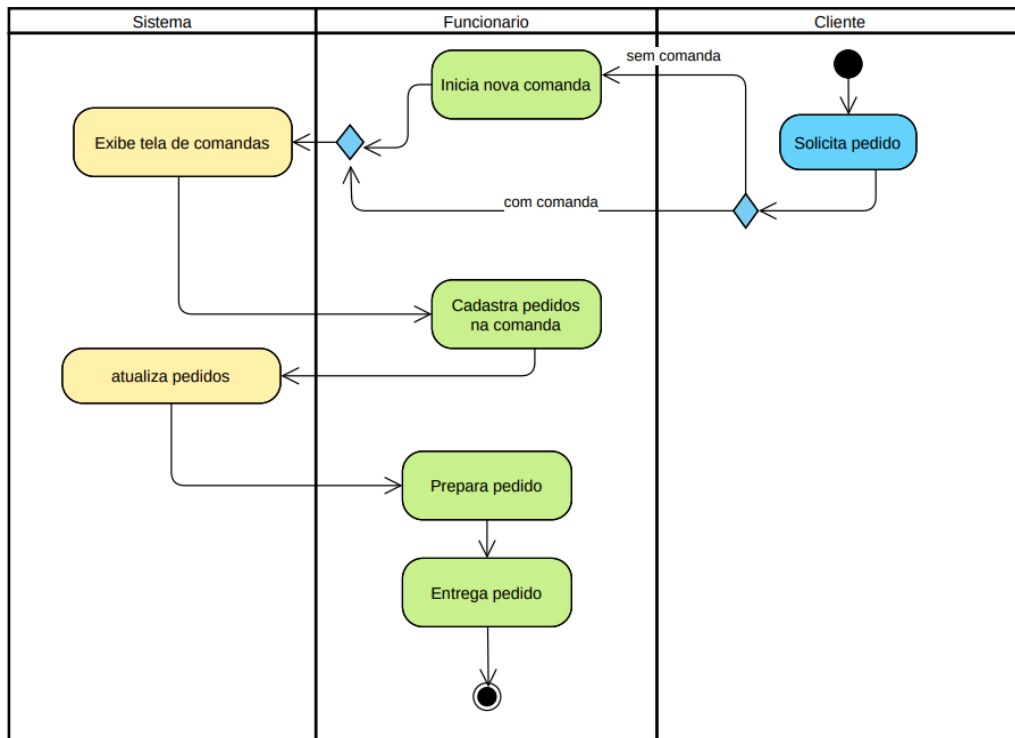 Sistema
Funcionario
Cliente
sem comanda
Inicia nova comanda
Exibe tela de comandas
Solicita pedido
com comanda
Cadastra pedidos
na comanda
atualiza pedidos
Prepara pedido
Entrega pedido